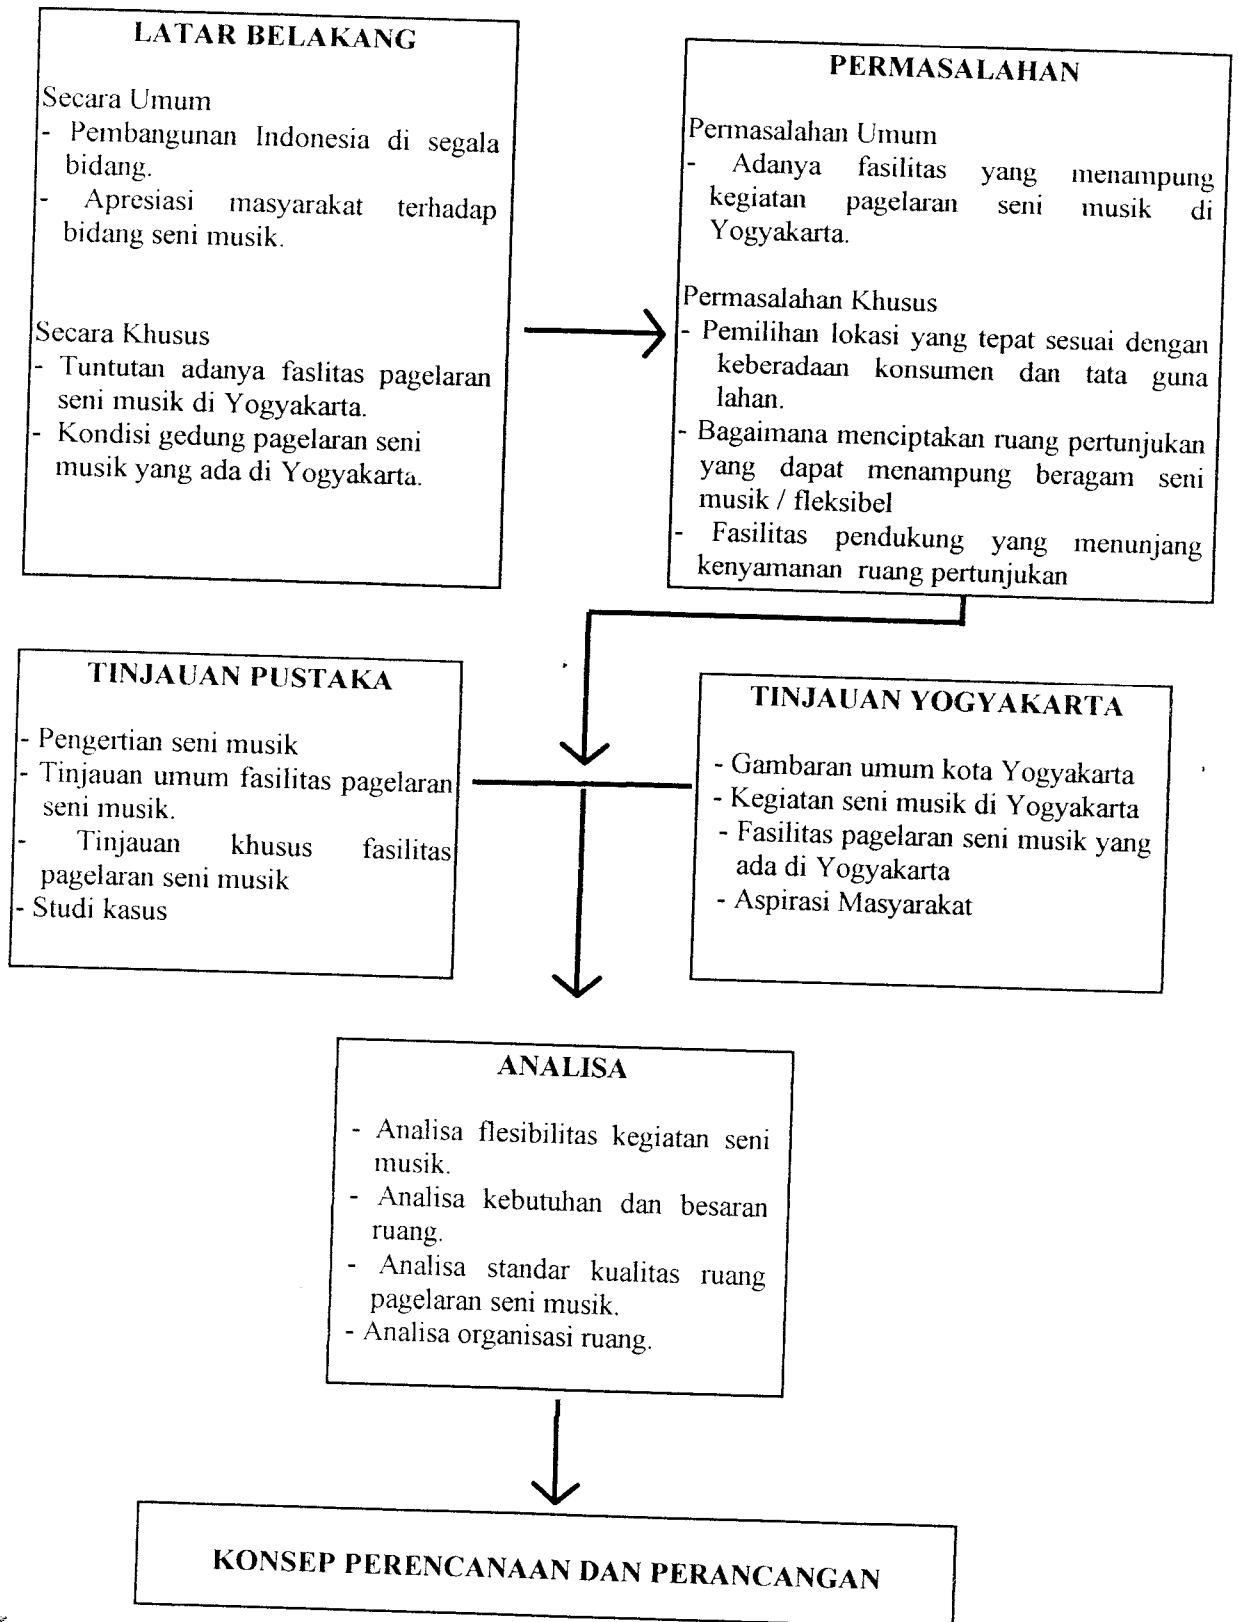 LATAR BELAKANG
Secara Umum
- Pembangunan Indonesia di segala
bidang.
- Apresiasi masyarakat terhadap
bidang seni musik.
Secara Khusus
- Tuntutan adanya faslitas pagelaran
seni musik di Yogyakarta.
- Kondisi gedung pagelaran seni
musik yang ada di Yogyakarta.
PERMASALAHAN
Permasalahan Umum
- Adanya fasilitas yang menampung
kegiatan pagelaran seni musik di
Yogyakarta.
Permasalahan Khusus
- Pemilihan lokasi yang tepat sesuai dengan
keberadaan konsumen dan tata guna
lahan.
- Bagaimana menciptakan ruang pertunjukan
yang dapat menampung beragam seni
musik / fleksibel
- Fasilitas pendukung yang menunjang
kenyamanan ruang pertunjukan
TINJAUAN PUSTAKA
- Pengertian seni musik
- Tinjauan umum fasilitas pagelaran
seni musik.
- Tinjauan khusus fasilitas
pagelaran seni musik
- Studi kasus
TINJAUAN YOGYAKARTA
- Gambaran umum kota Yogyakarta
- Kegiatan seni musik di Yogyakarta
- Fasilitas pagelaran seni musik yang
ada di Yogyakarta
- Aspirasi Masyarakat
ANALISA
- Analisa flesibilitas kegiatan seni
musik.
- Analisa kebutuhan dan besaran
ruang.
- Analisa standar kualitas ruang
pagelaran seni musik.
- Analisa organisasi ruang.
KONSEP PERENCANAAN DAN PERANCANGAN